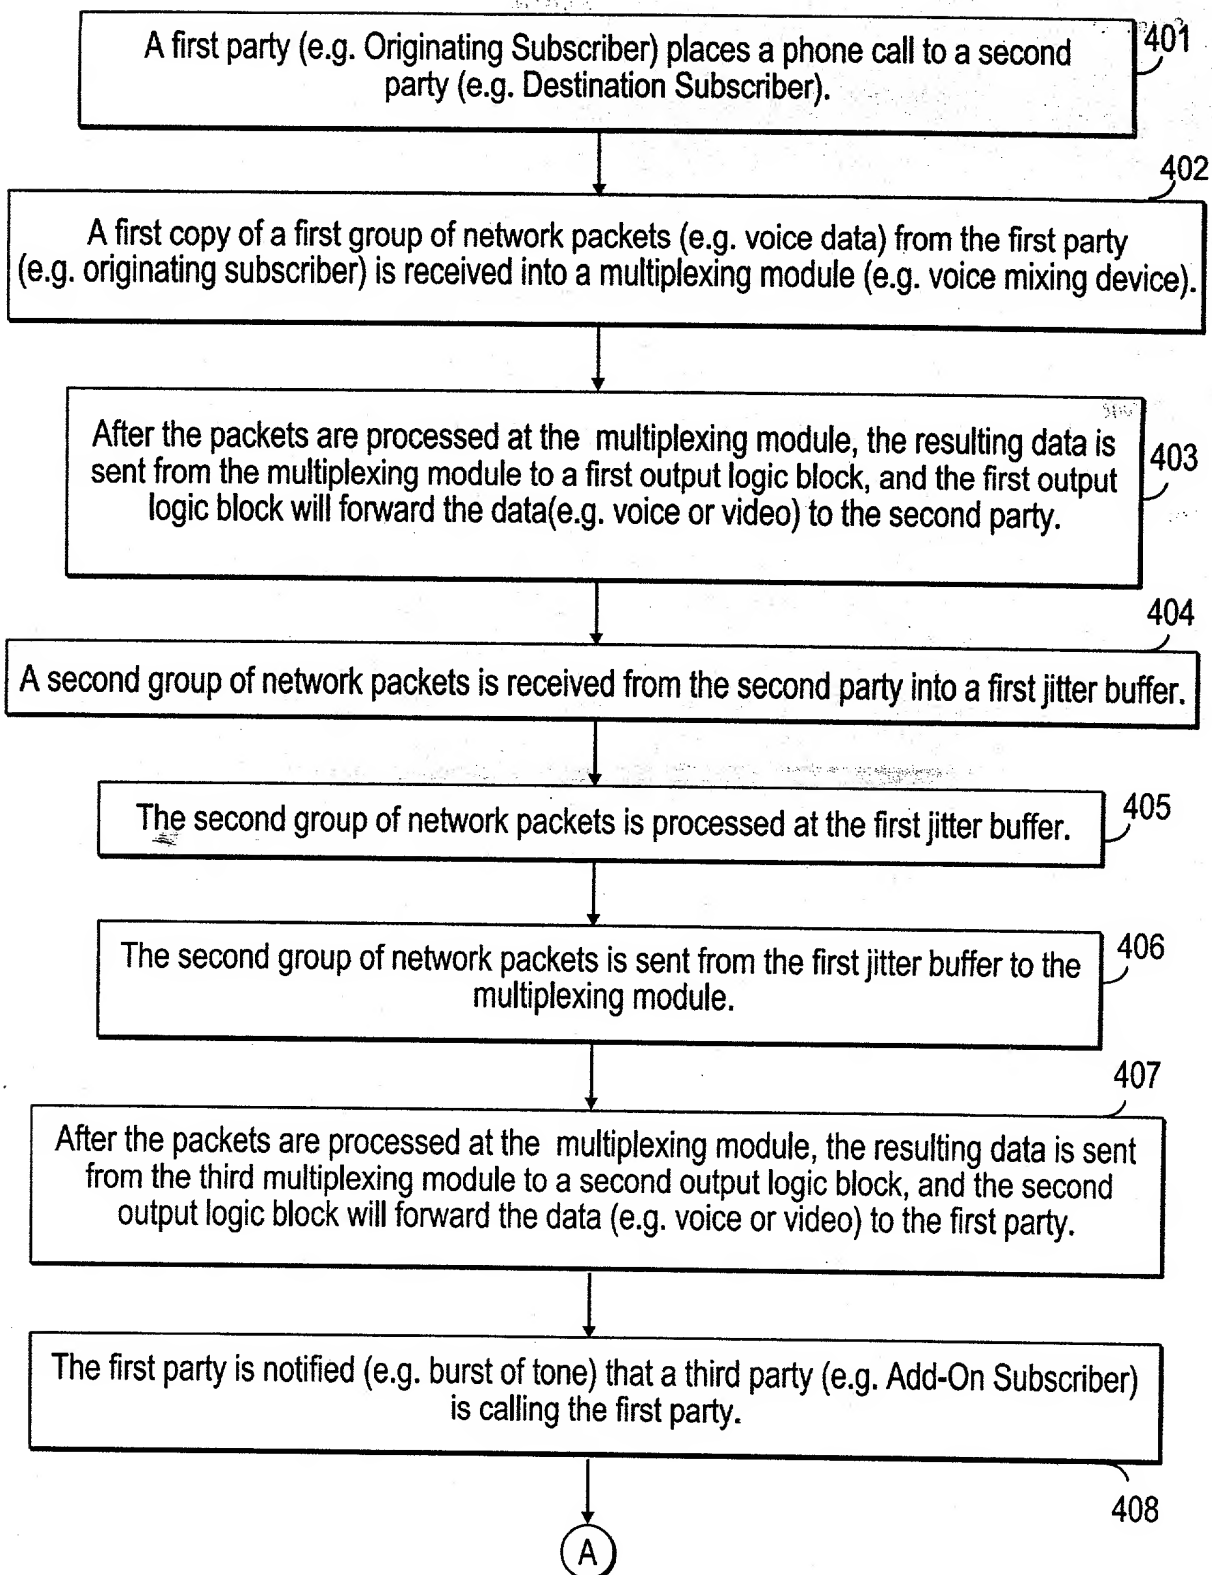 A first party (e.g. Originating Subscriber) places a phone call to a second
party (e.g. Destination Subscriber).
401
402
A first copy of a first group of network packets (e.g. voice data) from the first party
(e.g. originating subscriber) is received into a multiplexing module (e.g. voice mixing device).
After the packets are processed at the multiplexing module, the resulting data is
sent from the multiplexing module to a first output logic block, and the first output
logic block will forward the data(e.g. voice or video) to the second party.
403
404
A second group of network packets is received from the second party into a first jitter buffer.
The second group of network packets is processed at the first jitter buffer.
405
The second group of network packets is sent from the first jitter buffer to the
multiplexing module.
406
407
After the packets are processed at the multiplexing module, the resulting data is sent
from the third multiplexing module to a second output logic block, and the second
output logic block will forward the data (e.g. voice or video) to the first party.
The first party is notified (e.g. burst of tone) that a third party (e.g. Add-On Subscriber)
is calling the first party.
408
A